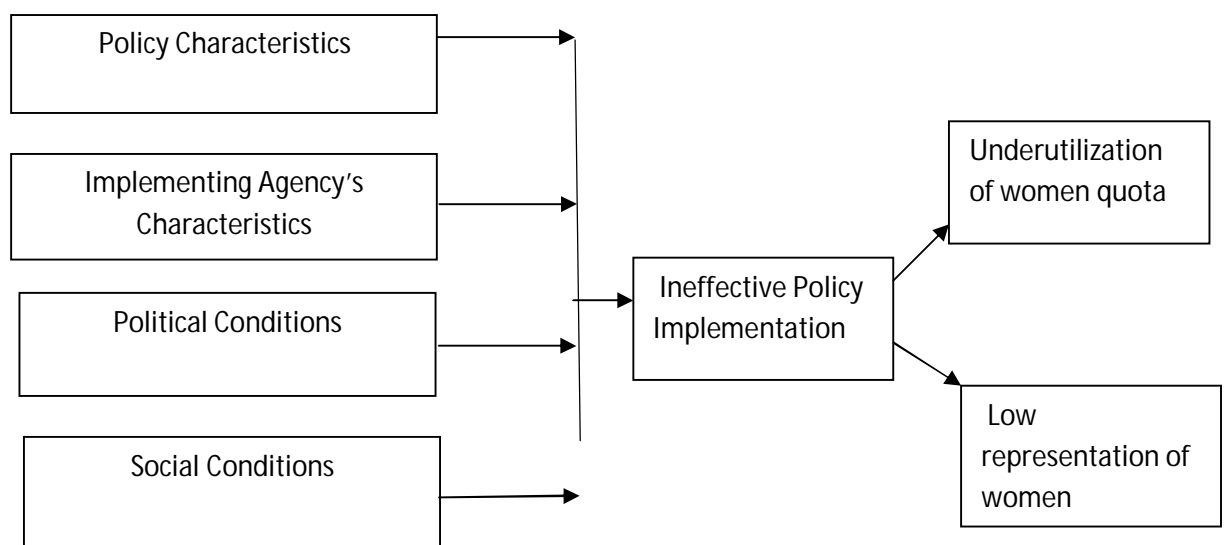 Policy Characteristics
Implementing Agency’s
Characteristics
Political Conditions
Social Conditions
Ineffective Policy
Implementation
Underutilization
of women quota
Low
representation of
women